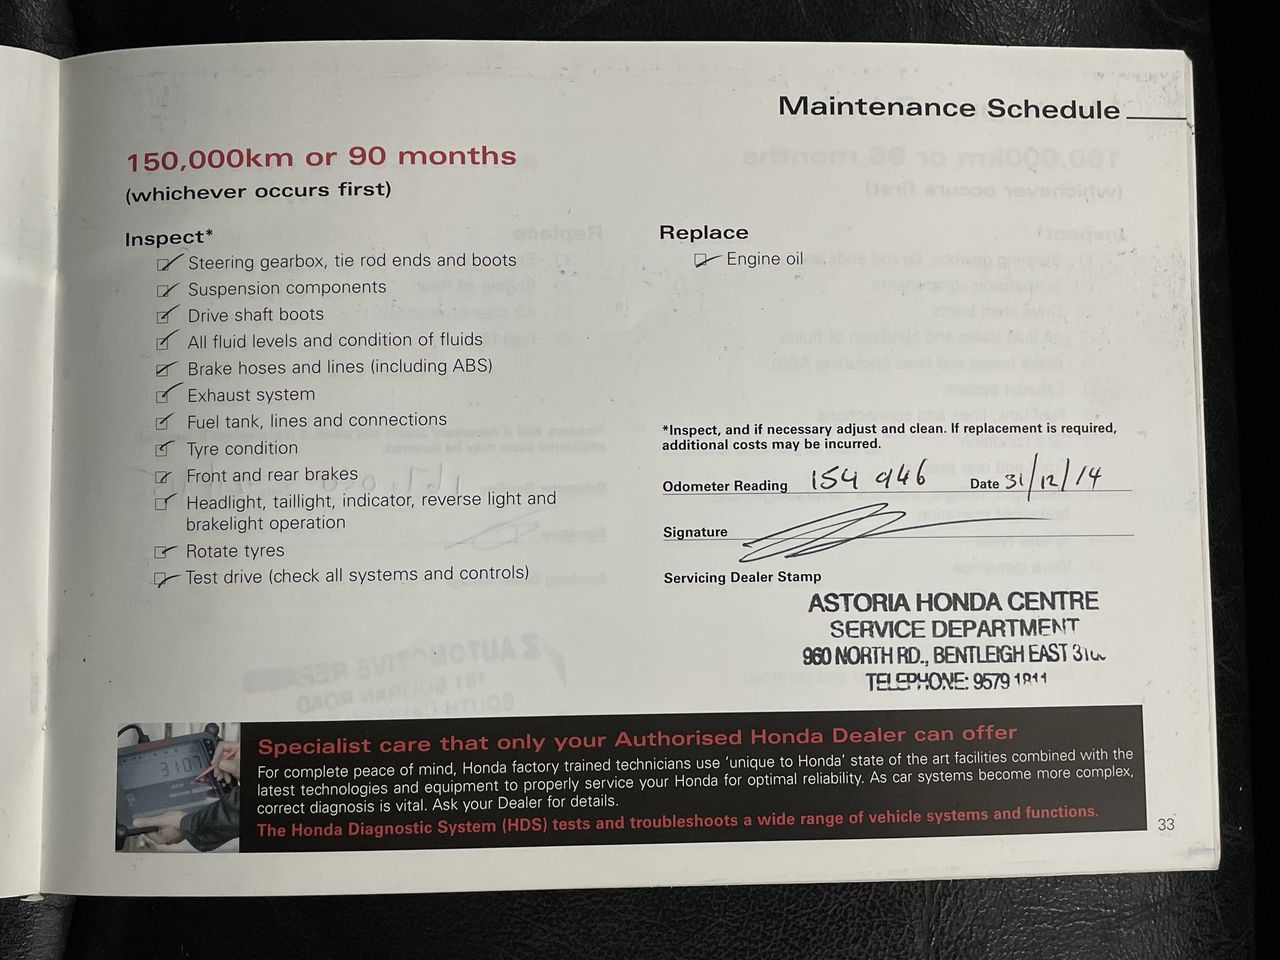 Maintenance Schedule
150,000km or 90 months
(whichever occurs first)
Inspect*
Steering gearbox, tie rod ends and boots
Suspension components
Drive shaft boots
All fluid levels and condition of fluids
Brake hoses and lines (including ABS)
Exhaust system
Fuel tank, lines and connections
Tyre condition
Front and rear brakes
Headlight, taillight, indicator, reverse light and
brakelight operation
Rotate tyres
Test drive (check all systems and controls)
Replace
Engine oil
*Inspect, and if necessary adjust and clean. If replacement is required,
additional costs may be incurred.
Odometer Reading 154 946 Date 31/12/14
Signature
Servicing Dealer Stamp
ASTORIA HONDA CENTRE
SERVICE DEPARTMENT
960 NORTH RD., BENTLEIGH EAST
TELEPHONE: 9579 1811
3107
Specialist care that only your Authorised Honda Dealer can offer
For complete peace of mind, Honda factory trained technicians use 'unique to Honda' state of the art facilities combined with the
latest technologies and equipment to properly service your Honda for optimal reliability. As car systems become more complex,
correct diagnosis is vital. Ask your Dealer for details.
The Honda Diagnostic System (HDS) tests and troubleshoots a wide range of vehicle systems and functions.
33